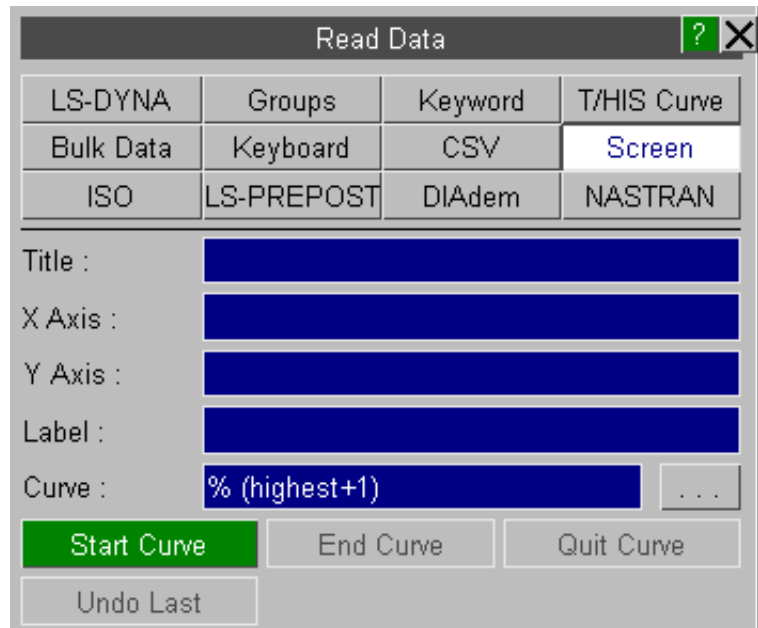 Read Data ? X
LS-DYNA Groups Keyword T/HIS Curve
Bulk Data Keyboard CSV Screen
ISO LS-PREPOST DIAdem NASTRAN
Title :
X Axis :
Y Axis :
Label :
Curve : % (highest+1) ...
Start Curve End Curve Quit Curve
Undo Last